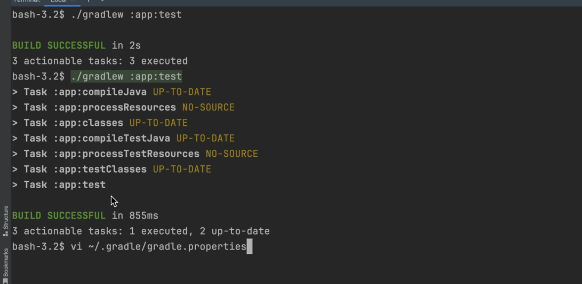 bash-3.2$ ./gradlew :app:test
BUILD SUCCESSFUL in 2s
3 actionable tasks: 3 executed
bash-3.2$ ./gradlew :app:test
> Task :app:compileJava UP-TO-DATE
> Task :app:processResources NO-SOURCE
> Task :app:classes UP-TO-DATE
> Task :app:compileTestJava UP-TO-DATE
> Task :app:processTestResources NO-SOURCE
> Task :app:testClasses UP-TO-DATE
> Task :app:test
BUILD SUCCESSFUL in 855ms
3 actionable tasks: 1 executed, 2 up-to-date
bash-3.2$ vi ~/.gradle/gradle.properties
Structure
Bookmarks